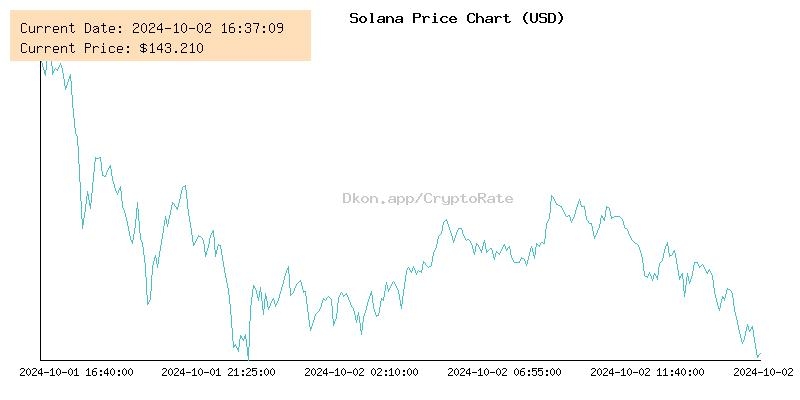 Solana Price Chart (USD)
Current Date: 2024-10-02 16:37:09
Current Price: $143.210
Dkon.app/CryptoRate
2024-10-01 16:40:00 2024-10-01 21:25:00 2024-10-02 02:10:00 2024-10-02 06:55:00 2024-10-02 11:40:00 2024-10-02